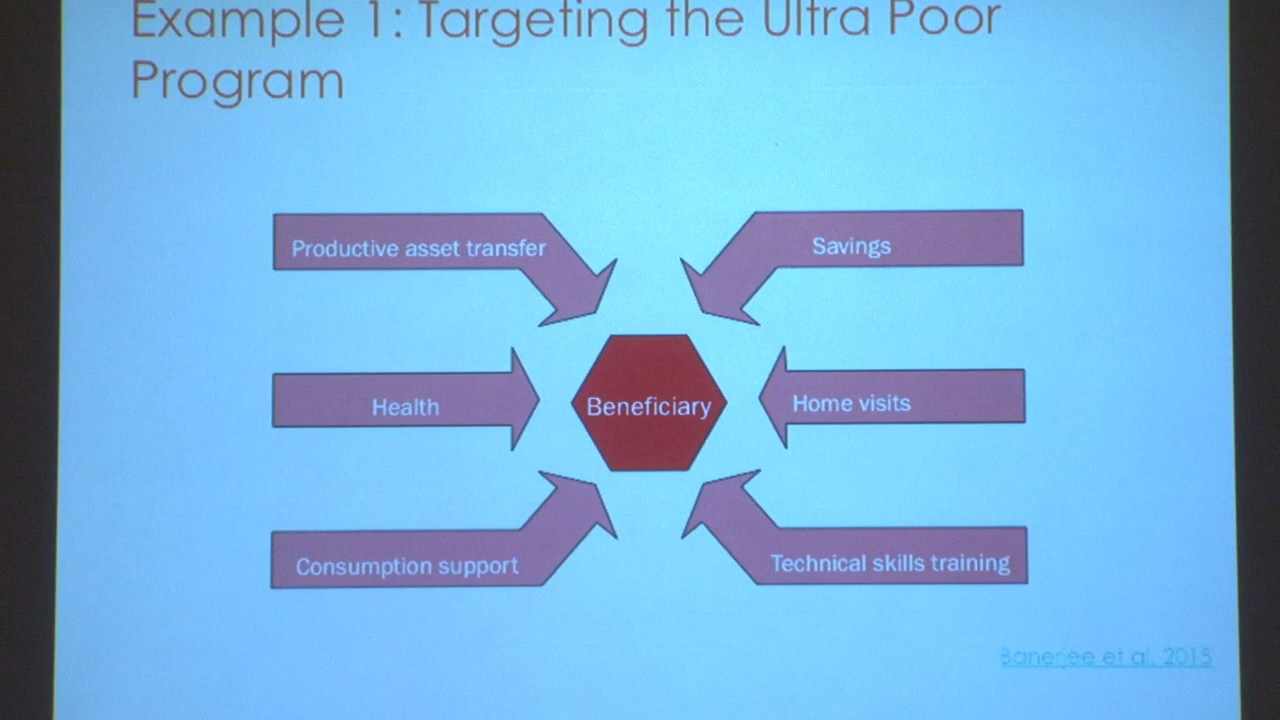 Example 1: Targeting the Ultra Poor
Program
Productive asset transfer
Savings
Health
Beneficiary
Home visits
Consumption support
Technical skills training
Banerjee et al. 2015